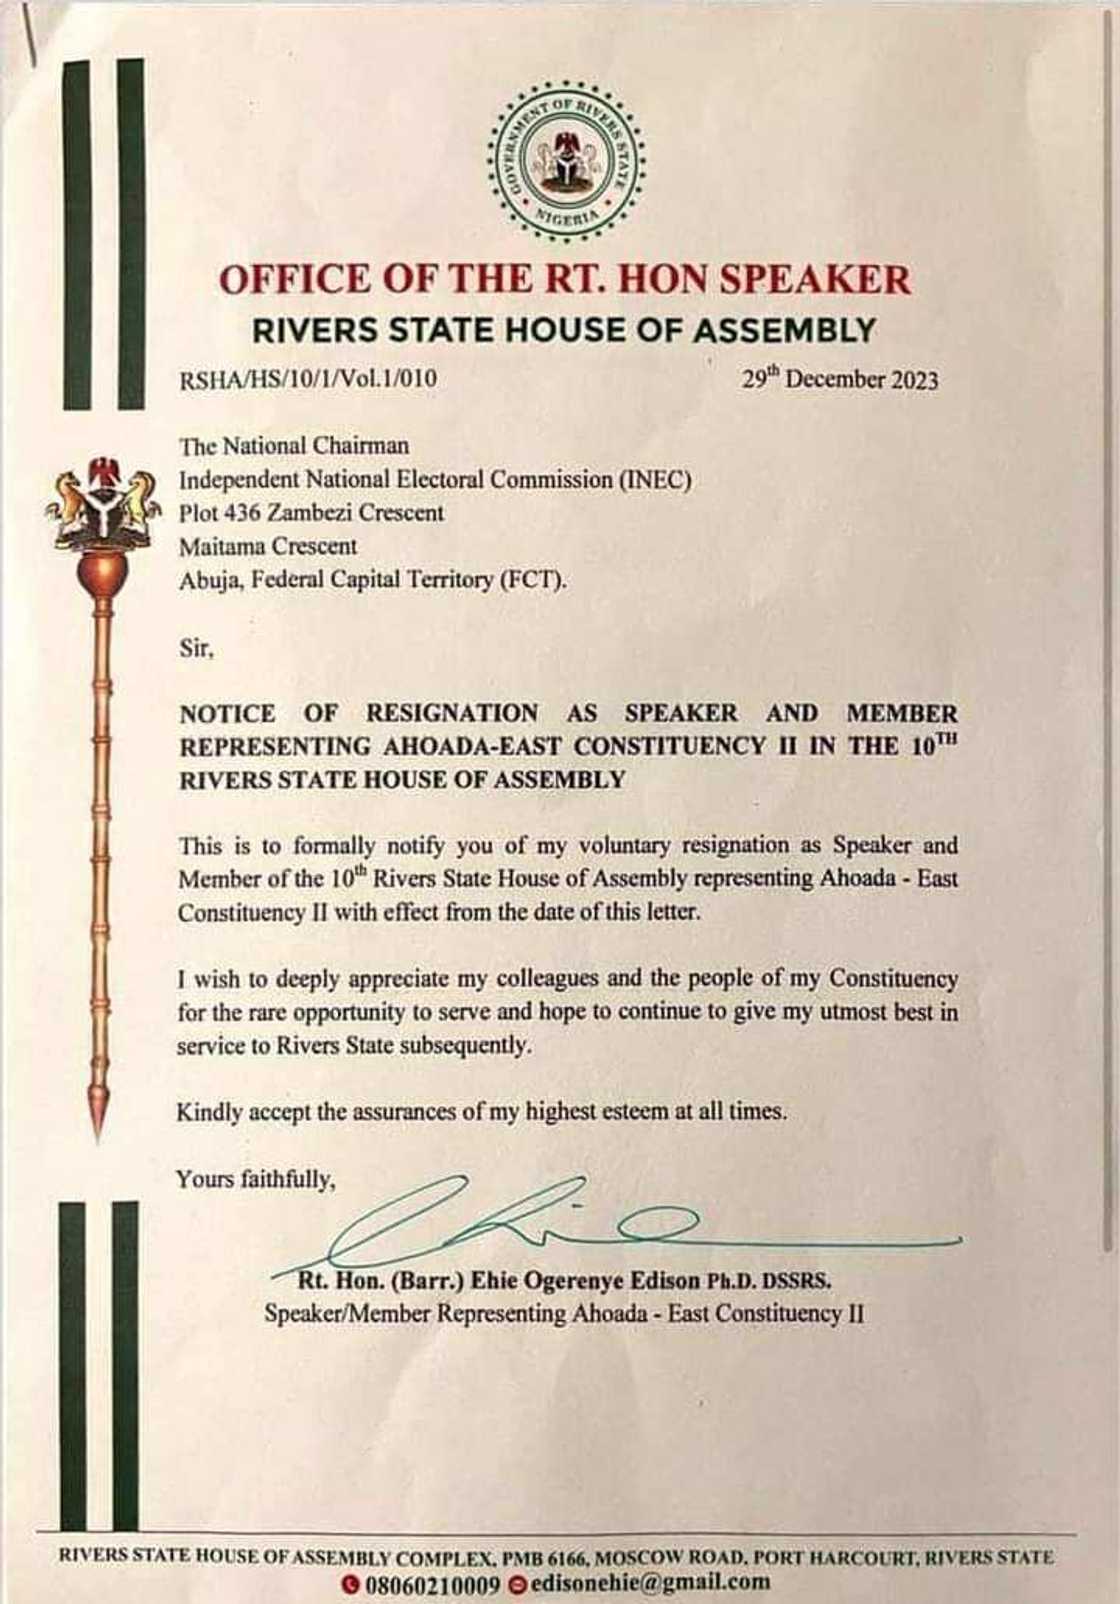 GOVERNMENT OF RIVERS STATE
NIGERIA
OFFICE OF THE RT. HON SPEAKER
RIVERS STATE HOUSE OF ASSEMBLY
RSHA/HS/10/1/Vol.1/010 29th December 2023
The National Chairman
Independent National Electoral Commission (INEC)
Plot 436 Zambezi Crescent
Maitama Crescent
Abuja, Federal Capital Territory (FCT).
Sir,
NOTICE OF RESIGNATION AS SPEAKER AND MEMBER
REPRESENTING AHOADA-EAST CONSTITUENCY II IN THE 10TH
RIVERS STATE HOUSE OF ASSEMBLY
This is to formally notify you of my voluntary resignation as Speaker and
Member of the 10th Rivers State House of Assembly representing Ahoada - East
Constituency II with effect from the date of this letter.
I wish to deeply appreciate my colleagues and the people of my Constituency
for the rare opportunity to serve and hope to continue to give my utmost best in
service to Rivers State subsequently.
Kindly accept the assurances of my highest esteem at all times.
Yours faithfully,
Rt. Hon. (Barr.) Ehie Ogerenye Edison Ph.D. DSSRS.
Speaker/Member Representing Ahoada - East Constituency II
RIVERS STATE HOUSE OF ASSEMBLY COMPLEX, PMB 6166, MOSCOW ROAD, PORT HARCOURT, RIVERS STATE
08060210009 edisonehie@gmail.com